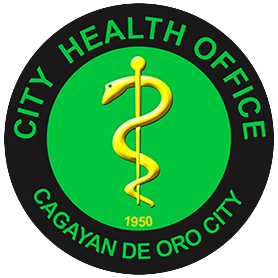 CITY HEALTH OFFICE
1950
CAGAYAN DE ORO CITY